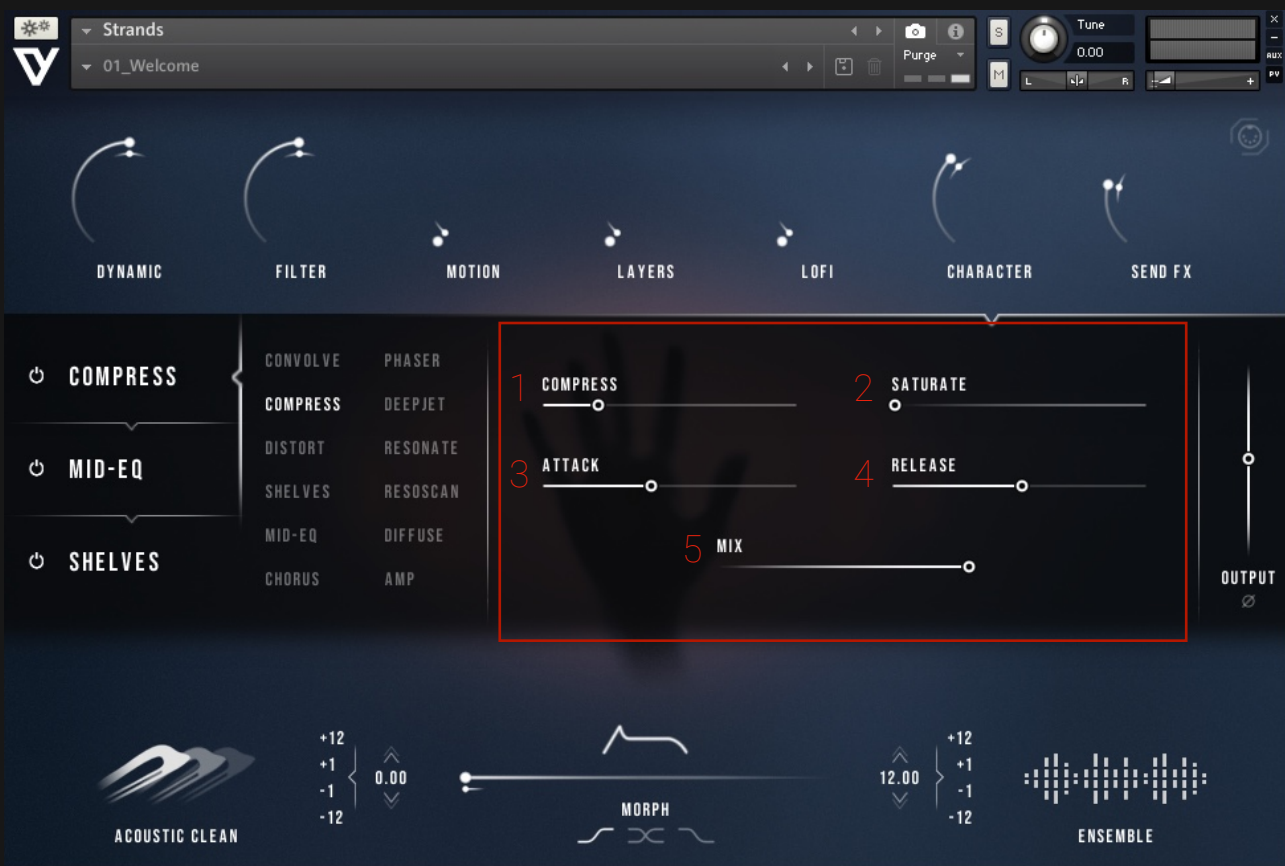 Strands
01_Welcome
Purge
S
M
Tune
0.00
L
R
+
×
-
AUX
PV
DYNAMIC
FILTER
MOTION
LAYERS
LOFI
CHARACTER
SEND FX
COMPRESS
MID-EQ
SHELVES
CONVOLVE PHASER
COMPRESS DEEPJET
DISTORT RESONATE
SHELVES RESOSCAN
MID-EQ DIFFUSE
CHORUS AMP
1 COMPRESS
2 SATURATE
3 ATTACK
4 RELEASE
5 MIX
OUTPUT
Ø
ACOUSTIC CLEAN
+12
+1
-1
-12
0.00
MORPH
12.00
+12
+1
-1
-12
ENSEMBLE